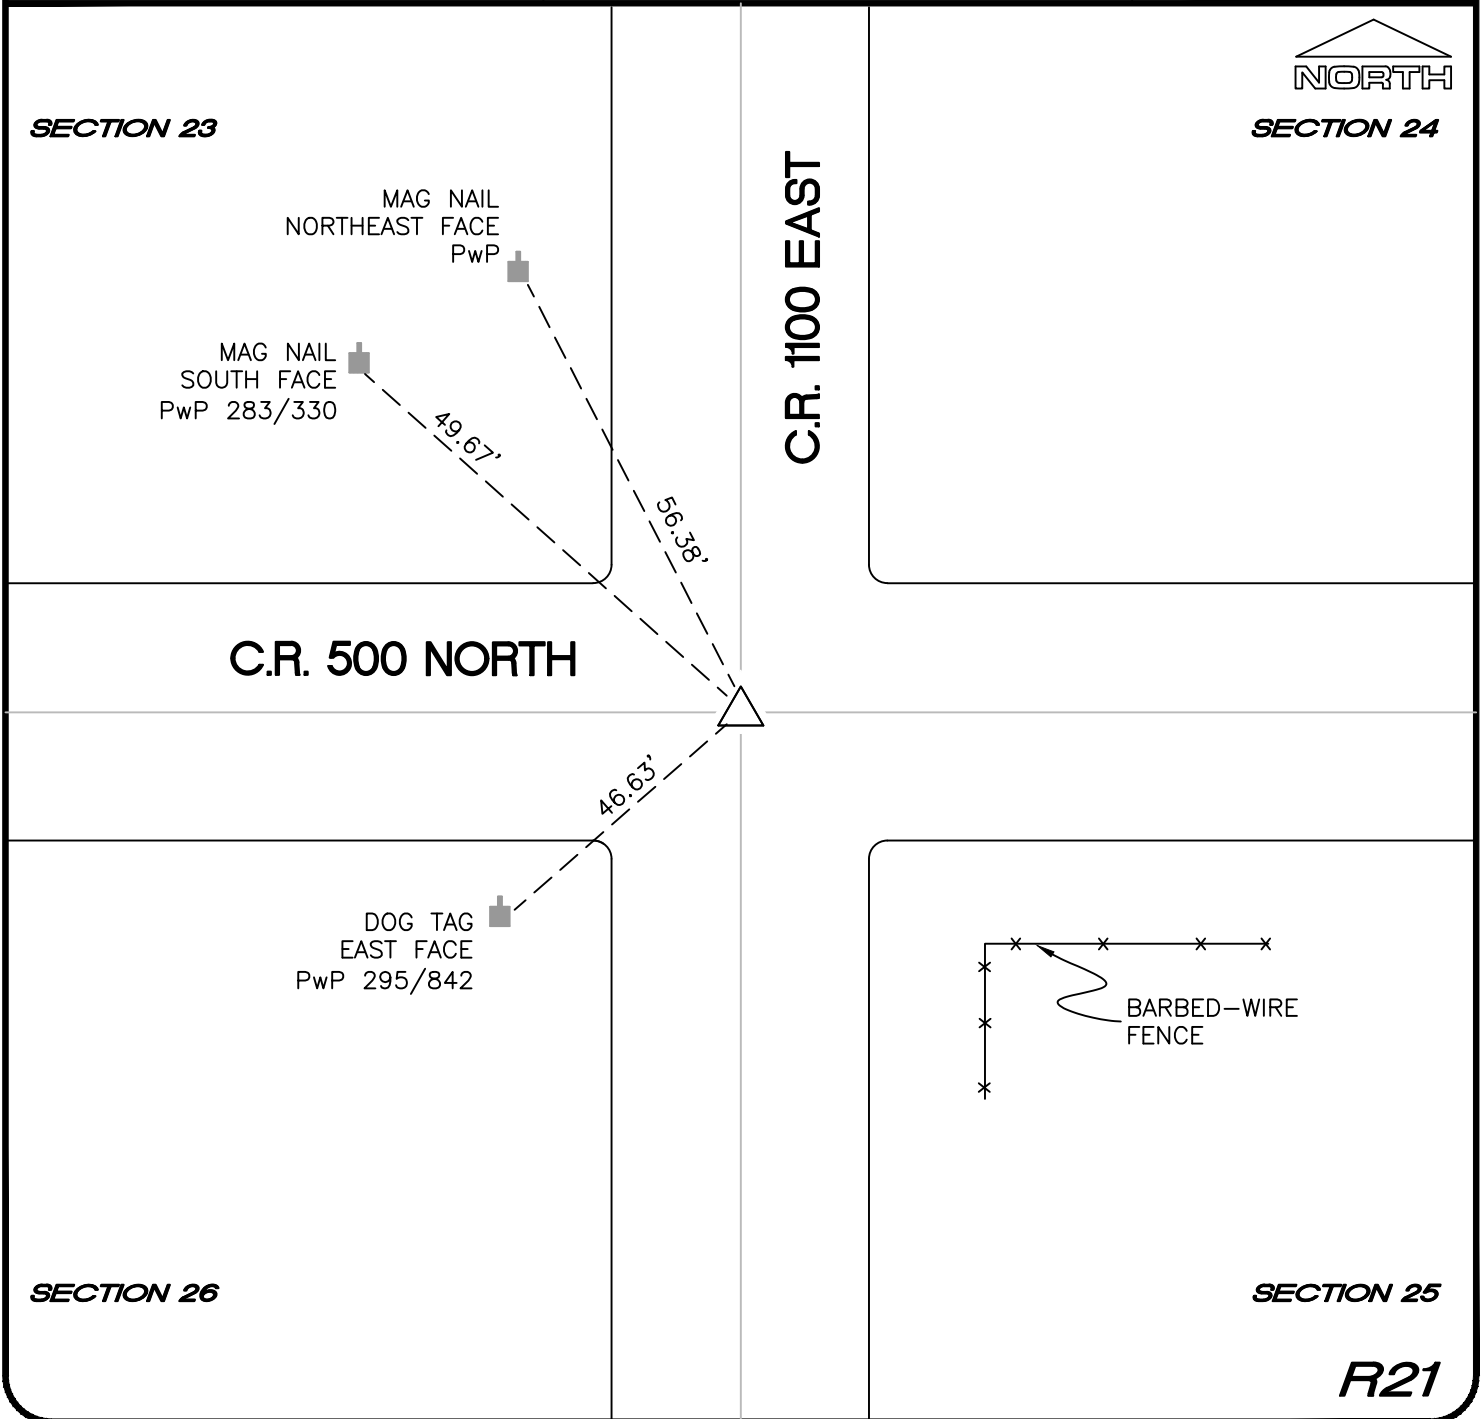 NORTH
SECTION 23
SECTION 24
MAG NAIL
NORTHEAST FACE
PwP
C.R. 1100 EAST
MAG NAIL
SOUTH FACE
PwP 283/330
49.67'
56.38'
C.R. 500 NORTH
46.63'
DOG TAG
EAST FACE
PwP 295/842
BARBED-WIRE
FENCE
SECTION 26
SECTION 25
R21